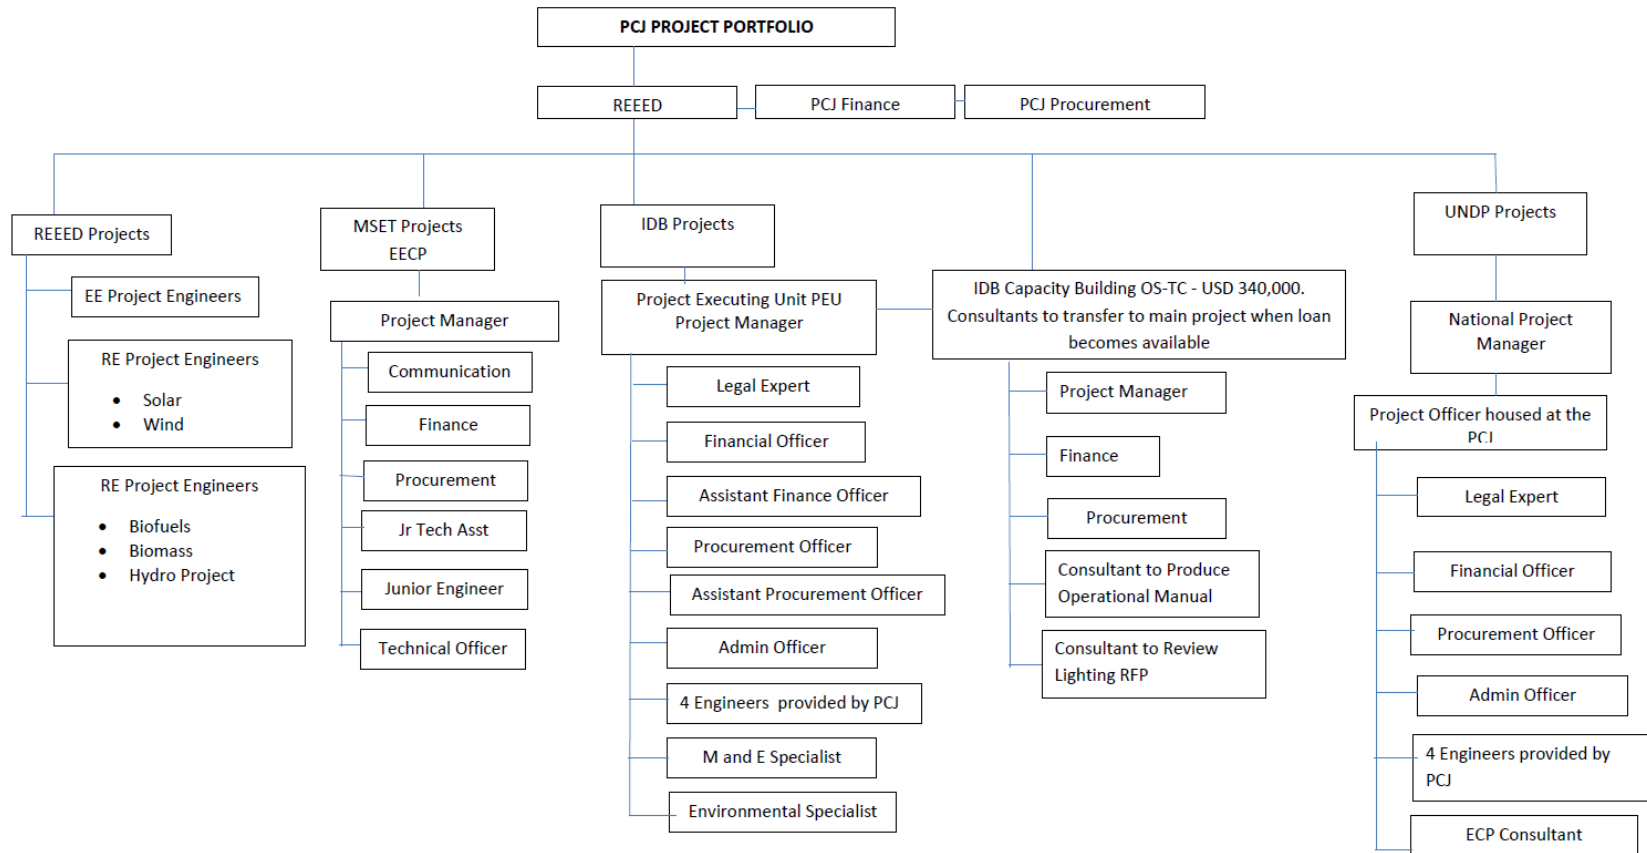 PCJ PROJECT PORTFOLIO
REEED
PCJ Finance
PCJ Procurement
REEED Projects
EE Project Engineers
RE Project Engineers
• Solar
• Wind
RE Project Engineers
• Biofuels
• Biomass
• Hydro Project
MSET Projects
EECP
Project Manager
Communication
Finance
Procurement
Jr Tech Asst
Junior Engineer
Technical Officer
IDB Projects
Project Executing Unit PEU
Project Manager
Legal Expert
Financial Officer
Assistant Finance Officer
Procurement Officer
Assistant Procurement Officer
Admin Officer
4 Engineers provided by PCJ
M and E Specialist
Environmental Specialist
IDB Capacity Building OS-TC - USD 340,000.
Consultants to transfer to main project when loan
becomes available
Project Manager
Finance
Procurement
Consultant to Produce
Operational Manual
Consultant to Review
Lighting RFP
UNDP Projects
National Project
Manager
Project Officer housed at the
PCJ
Legal Expert
Financial Officer
Procurement Officer
Admin Officer
4 Engineers provided by
PCJ
ECP Consultant